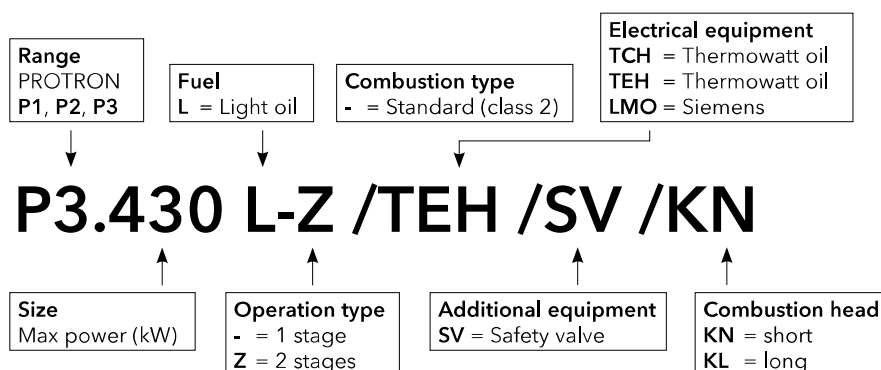 Electrical equipment
TCH = Thermowatt oil
TEH = Thermowatt oil
LMO = Siemens
Range
PROTRON
P1, P2, P3
Fuel
L = Light oil
Combustion type
- = Standard (class 2)
P3.430 L-Z /TEH /SV /KN
Size
Max power (kW)
Operation type
- = 1 stage
Z = 2 stages
Additional equipment
SV = Safety valve
Combustion head
KN = short
KL = long